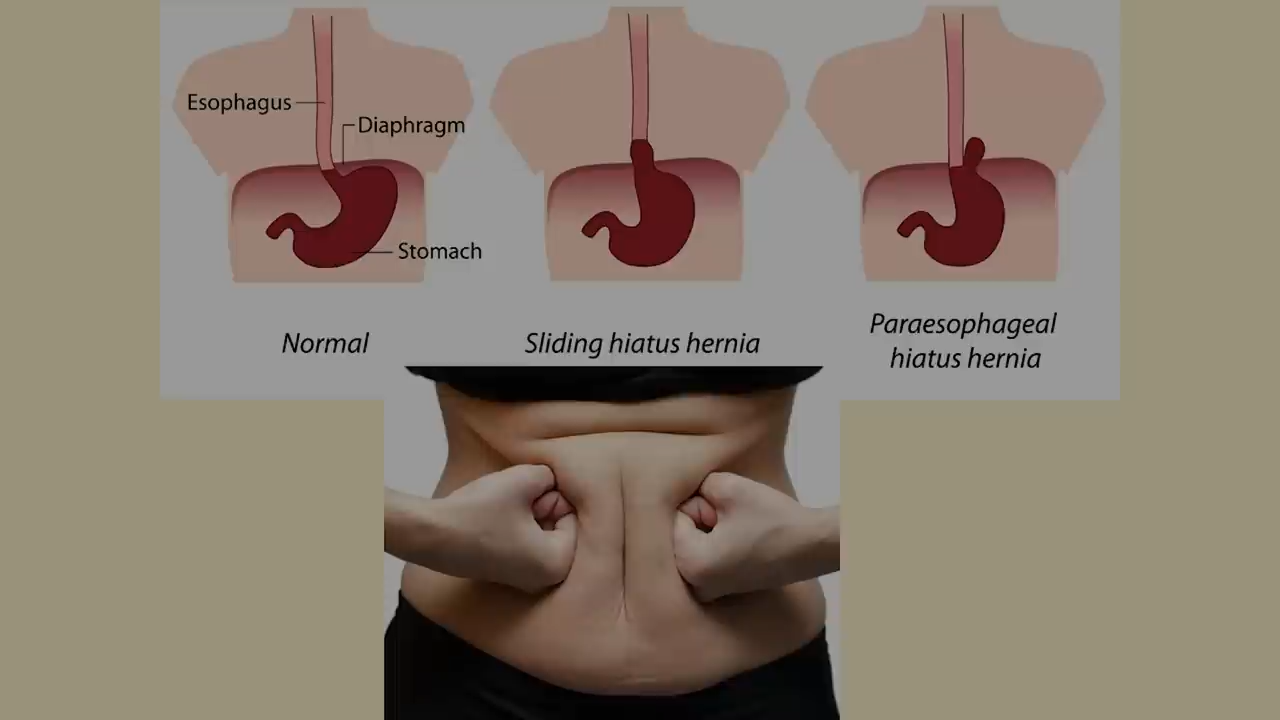 Esophagus
Diaphragm
Stomach
Normal
Sliding hiatus hernia
Paraesophageal
hiatus hernia